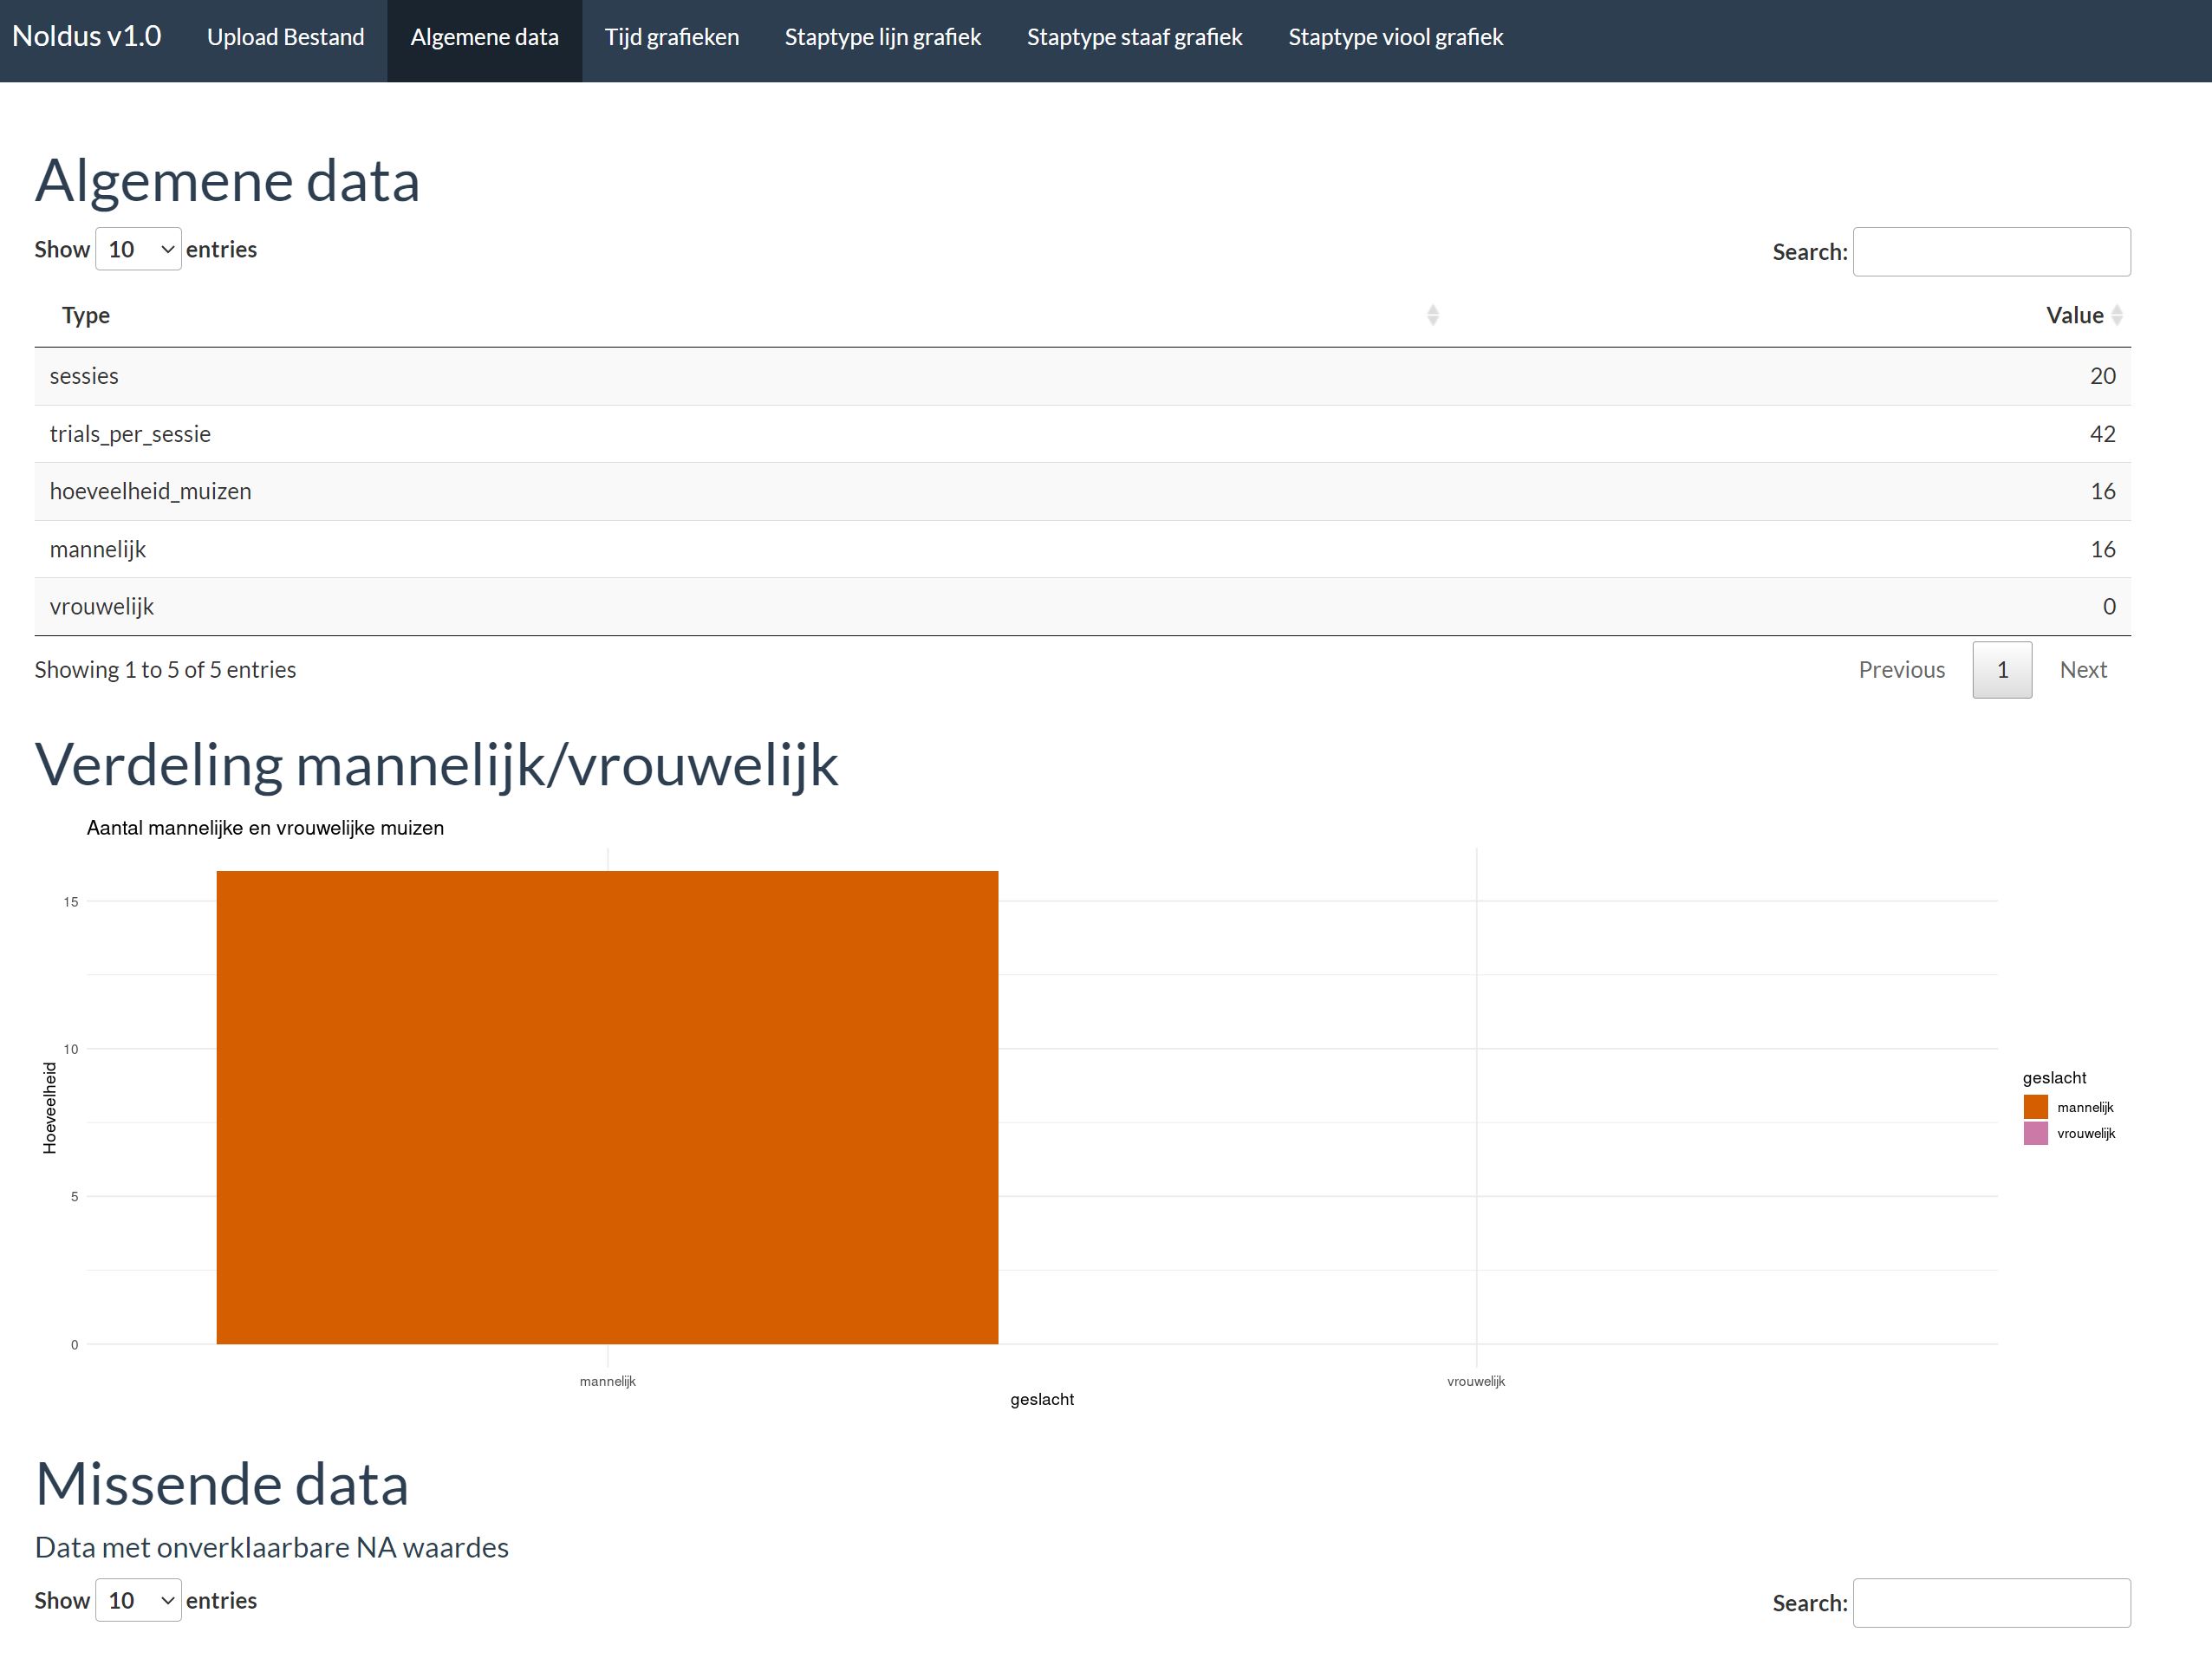 Noldus v1.0 Upload Bestand Algemene data Tijd grafieken Staptype lijn grafiek Staptype staaf grafiek Staptype viool grafiek
Algemene data
Show 10 entries Search:
Type Value
sessies 20
trials_per_sessie 42
hoeveelheid_muizen 16
mannelijk 16
vrouwelijk 0
Showing 1 to 5 of 5 entries Previous 1 Next
Verdeling mannelijk/vrouwelijk
Aantal mannelijke en vrouwelijke muizen
15
10
5
0
Hoeveelheid
mannelijk vrouwelijk
geslacht
geslacht
mannelijk
vrouwelijk
Missende data
Data met onverklaarbare NA waardes
Show 10 entries Search: